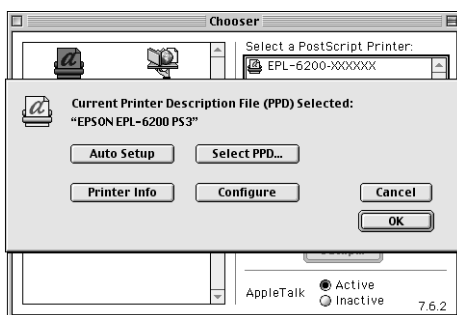 Chooser
Select a PostScript Printer:
EPL-6200-XXXXXX
Current Printer Description File (PPD) Selected:
“EPSON EPL-6200 PS3”
Auto Setup
Select PPD...
Printer Info
Configure
Cancel
OK
AppleTalk
Active
Inactive
7.6.2